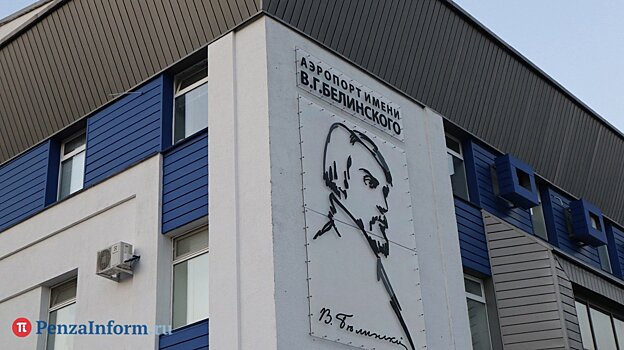 АЭРОПОРТ ИМЕНИ
В.Г.БЕЛИНСКОГО
В. Белинский
PenzaInform.ru